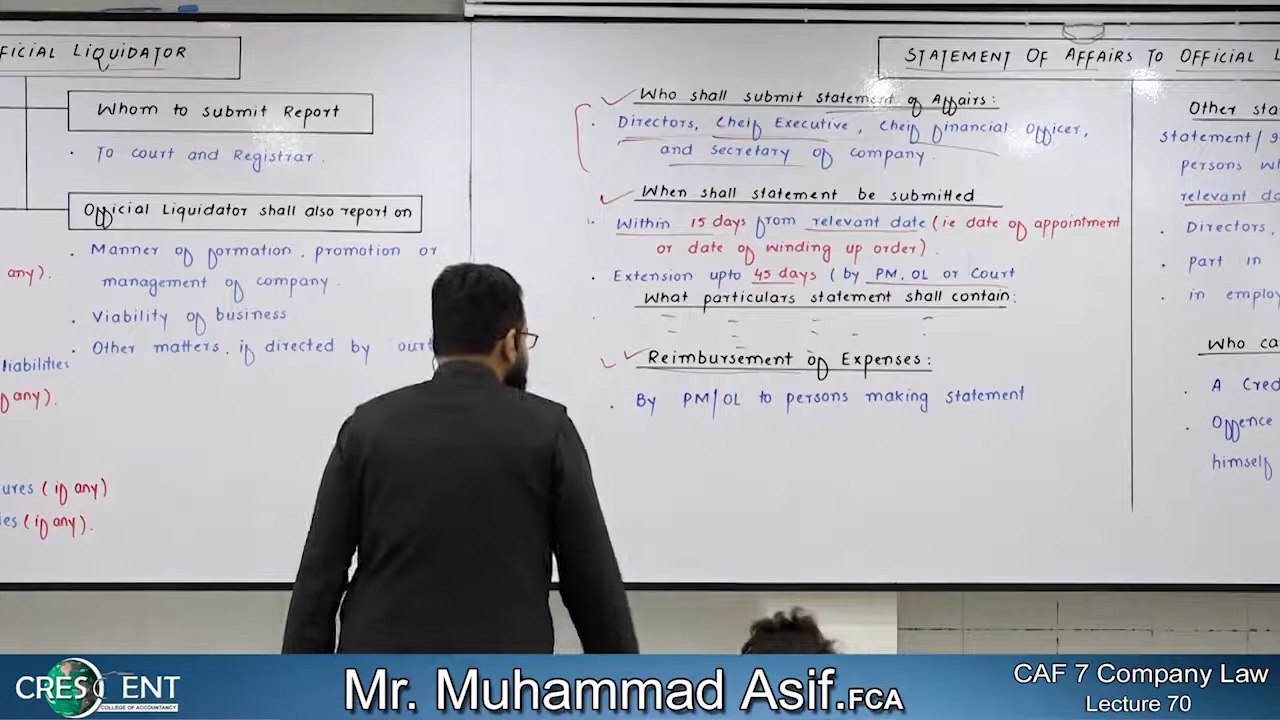 FICIAL LIQUIDATOR
Whom to submit Report
· To court and Registrar.
Official Liquidator shall also report on
· Manner of formation, promotion or
management of company.
any).
· Viability of business
· Other matters, if directed by ourt
liabilities
f any).
ures (if any)
ies (if any).
STATEMENT OF AFFAIRS TO OFFICIAL L
Who shall submit statement of Affairs:
· Directors, Cheif Executive, Cheif financial Officer,
and secretary of company.
When shall statement be submitted
· Within 15 days from relevant date (ie date of appointment
or date of winding up order).
· Extension upto 45 days (by PM, OL or Court
What particulars statement shall contain:
Reimbursement of Expenses:
· By PM/OL to persons making statement
Other sta
statement/
persons w
relevant da
· Directors,
· part in
· in employ
Who ca
· A Cred
· Offence
himself
CRESCENT
COLLEGE OF ACCOUNTANCY
Mr. Muhammad Asif.FCA
CAF 7 Company Law
Lecture 70